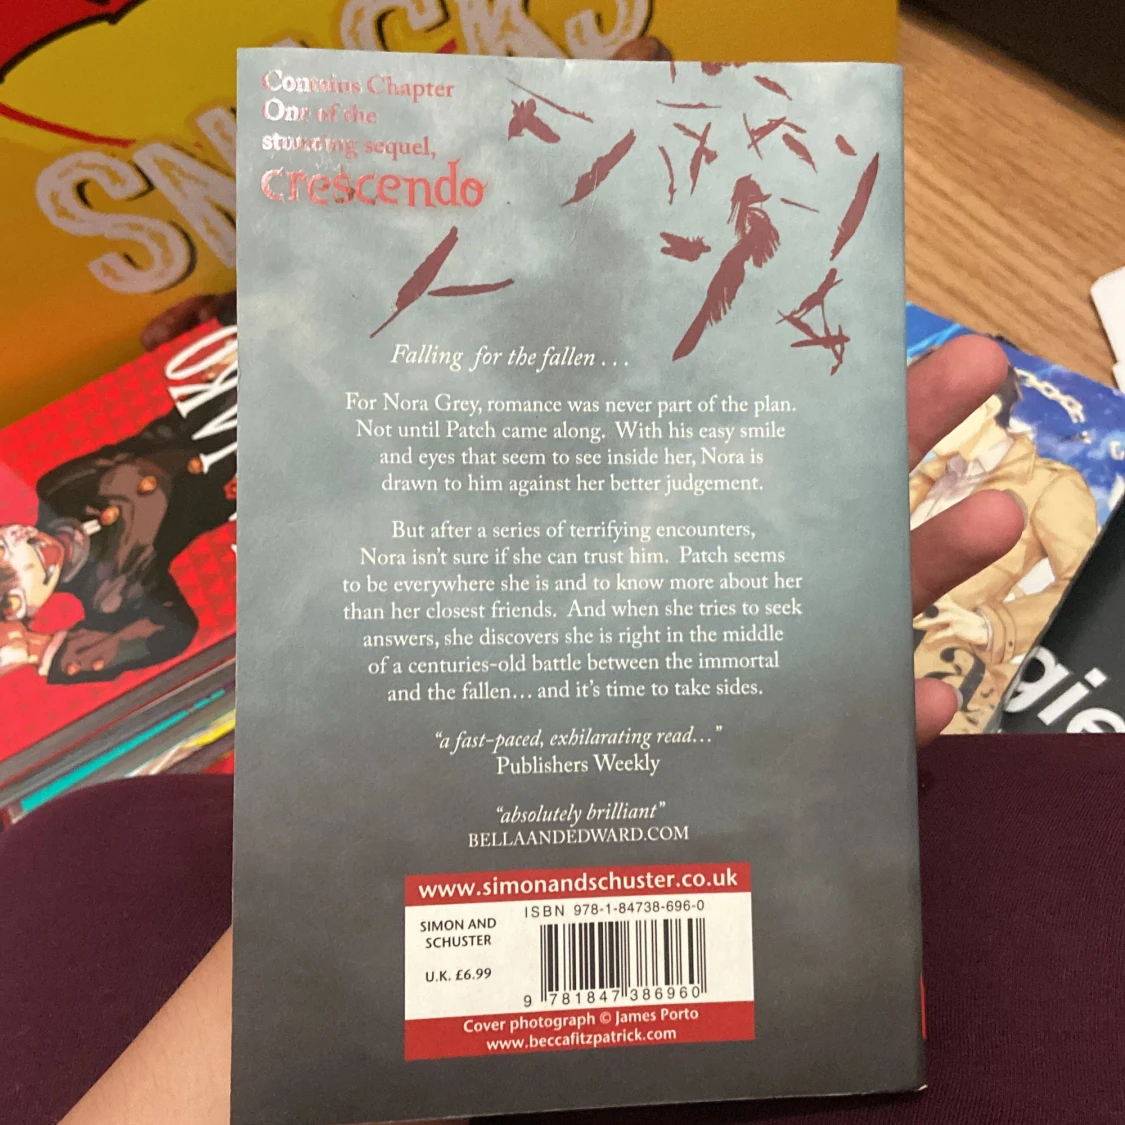 SNACKS
Contains Chapter
One of the
stunning sequel,
crescendo
Falling for the fallen . . .
For Nora Grey, romance was never part of the plan.
Not until Patch came along. With his easy smile
and eyes that seem to see inside her, Nora is
drawn to him against her better judgement.
But after a series of terrifying encounters,
Nora isn't sure if she can trust him. Patch seems
to be everywhere she is and to know more about her
than her closest friends. And when she tries to seek
answers, she discovers she is right in the middle
of a centuries-old battle between the immortal
and the fallen... and it's time to take sides.
"a fast-paced, exhilarating read..."
Publishers Weekly
"absolutely brilliant"
BELLAANDEDWARD.COM
www.simonandschuster.co.uk
SIMON AND
SCHUSTER
U.K. £6.99
ISBN 978-1-84738-696-0
9 781847 386960
Cover photograph © James Porto
www.beccafitzpatrick.com
gie